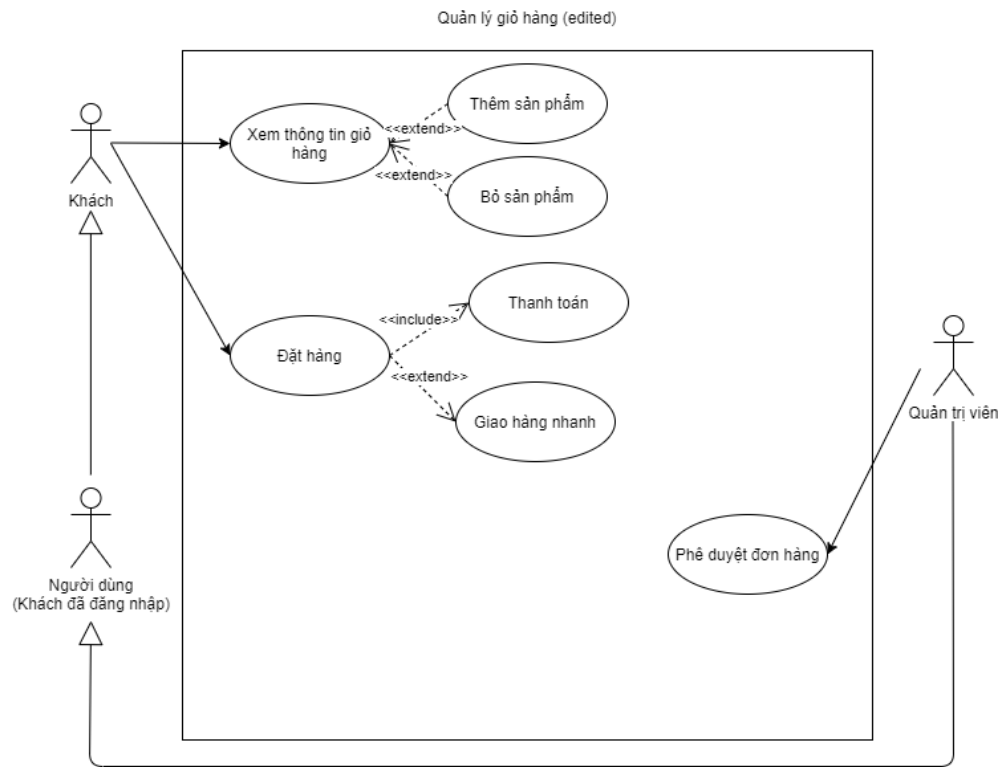 Quản lý giỏ hàng (edited)
Thêm sản phẩm
<<extend>>
Xem thông tin giỏ
hàng
<<extend>>
Bỏ sản phẩm
Khách
Thanh toán
<<include>>
Đặt hàng
<<extend>>
Giao hàng nhanh
Quản trị viên
Phê duyệt đơn hàng
Người dùng
(Khách đã đăng nhập)